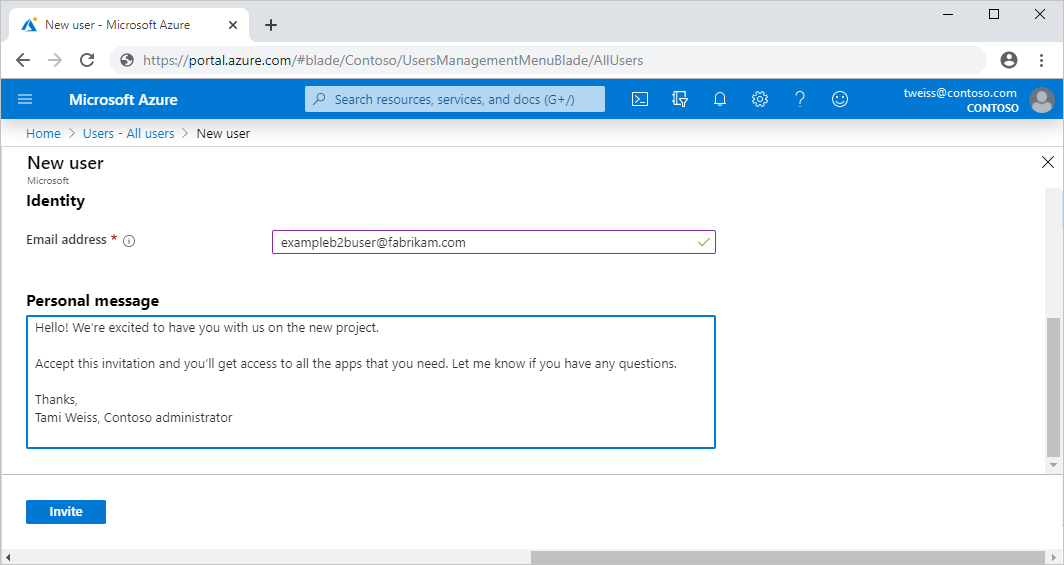 New user - Microsoft Azure
https://portal.azure.com/#blade/Contoso/UsersManagementMenuBlade/AllUsers
Microsoft Azure
Search resources, services, and docs (G+/)
tweiss@contoso.com
CONTOSO
Home > Users - All users > New user
New user
Microsoft
Identity
Email address *
exampleb2buser@fabrikam.com
Personal message
Hello! We’re excited to have you with us on the new project.
Accept this invitation and you’ll get access to all the apps that you need. Let me know if you have any questions.
Thanks,
Tami Weiss, Contoso administrator
Invite